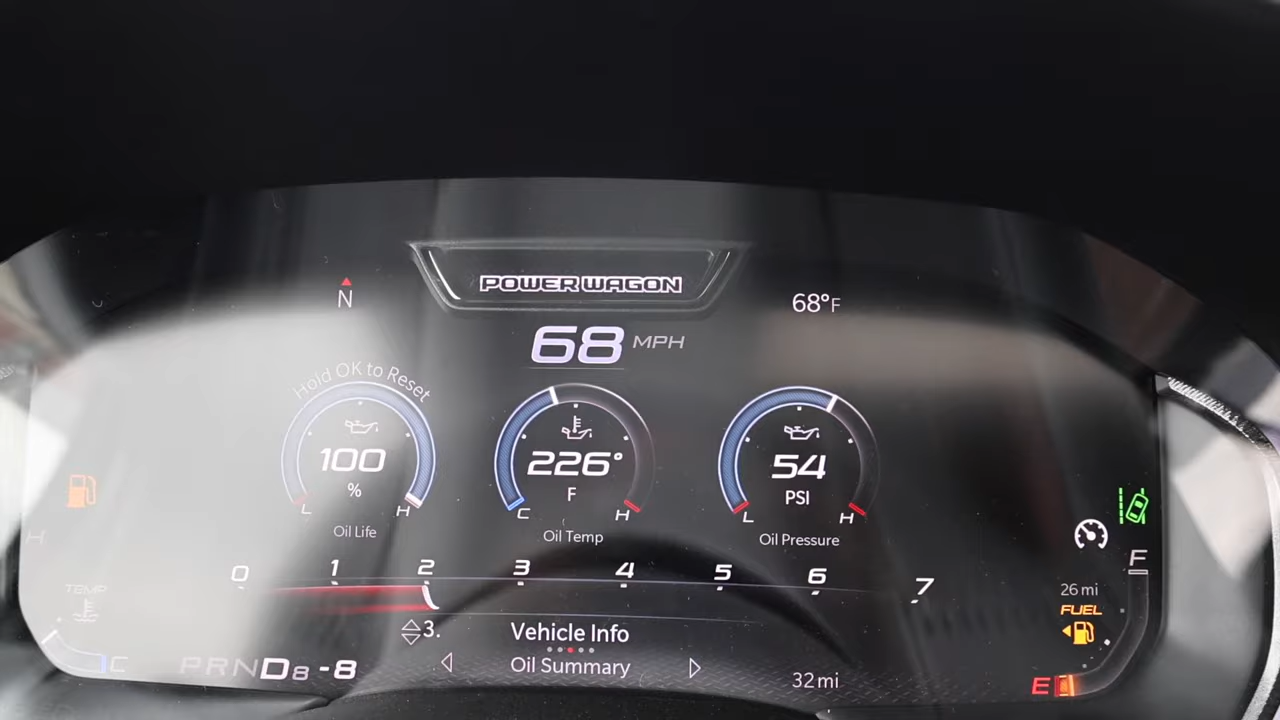 POWER WAGON
N
68°F
68 MPH
Hold OK to Reset
100
%
L H
Oil Life
226°
F
C H
Oil Temp
54
PSI
L H
Oil Pressure
H
0 1 2 3 4 5 6 7
TEMP
C
F
26 mi
FUEL
E
3. Vehicle Info
Oil Summary
PRND8 -8
32 mi